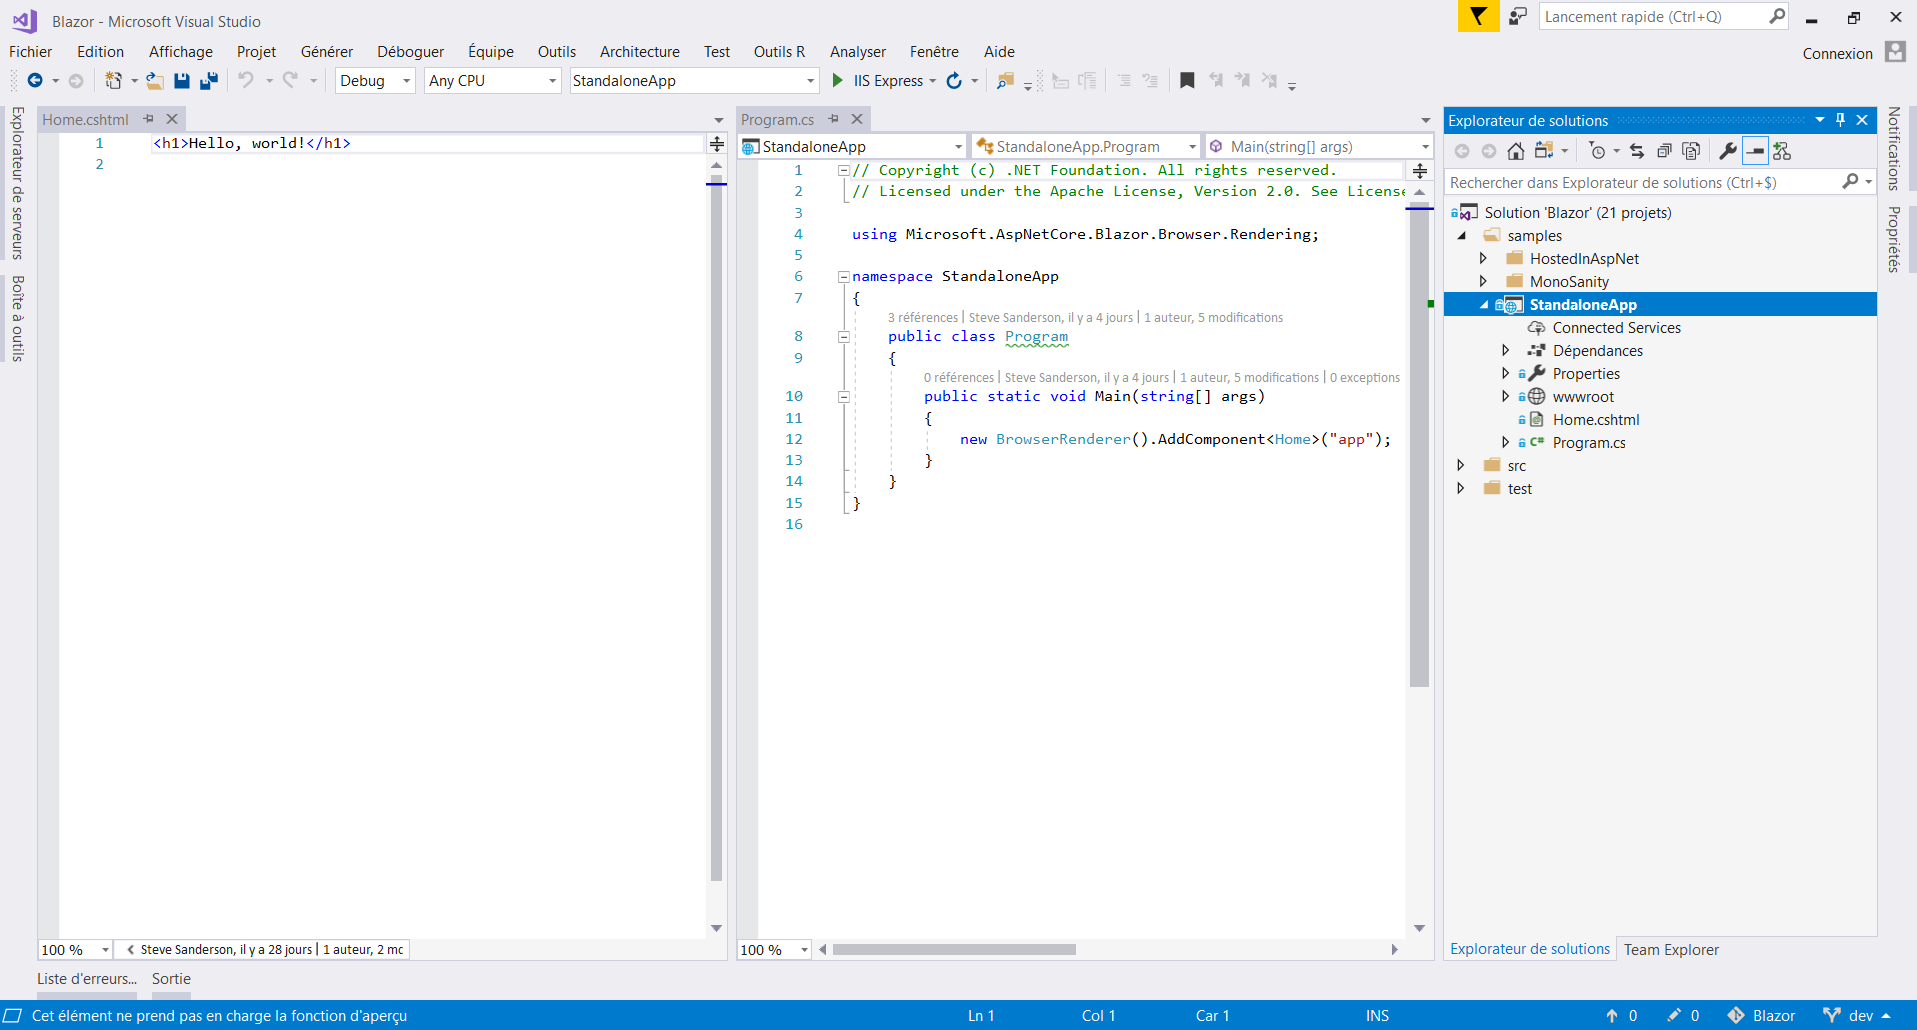 Blazor - Microsoft Visual Studio
Lancement rapide (Ctrl+Q)
Fichier Edition Affichage Projet Générer Déboguer Équipe Outils Architecture Test Outils R Analyser Fenêtre Aide
Connexion
Debug Any CPU StandaloneApp IIS Express
Explorateur de serveurs
Boîte à outils
Home.cshtml
1 <h1>Hello, world!</h1>
2
100 % Steve Sanderson, il y a 28 jours | 1 auteur, 2 mc
Program.cs
StandaloneApp StandaloneApp.Program Main(string[] args)
1 // Copyright (c) .NET Foundation. All rights reserved.
2 // Licensed under the Apache License, Version 2.0. See License
3
4 using Microsoft.AspNetCore.Blazor.Browser.Rendering;
5
6 namespace StandaloneApp
7 {
3 références | Steve Sanderson, il y a 4 jours | 1 auteur, 5 modifications
8 public class Program
9 {
0 références | Steve Sanderson, il y a 4 jours | 1 auteur, 5 modifications | 0 exceptions
10 public static void Main(string[] args)
11 {
12 new BrowserRenderer().AddComponent<Home>("app");
13 }
14 }
15 }
16
100 %
Explorateur de solutions
Rechercher dans Explorateur de solutions (Ctrl+$)
Solution 'Blazor' (21 projets)
samples
HostedInAspNet
MonoSanity
StandaloneApp
Connected Services
Dépendances
Properties
wwwroot
Home.cshtml
C# Program.cs
src
test
Explorateur de solutions Team Explorer
Notifications
Propriétés
Liste d'erreurs... Sortie
Cet élément ne prend pas en charge la fonction d'aperçu Ln 1 Col 1 Car 1 INS 0 0 Blazor dev